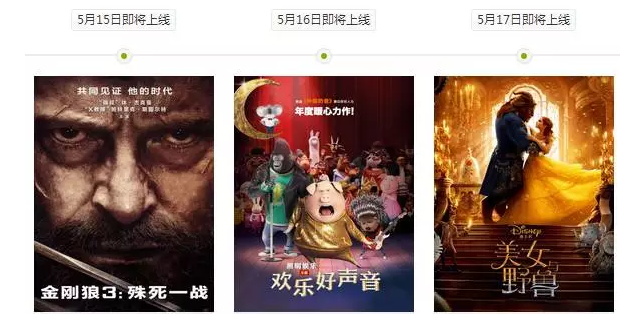 5月15日即将上线
5月16日即将上线
5月17日即将上线
共同见证 他的时代
金刚狼3：殊死一战
年度暖心力作！
欢乐好声音
Disney
美女与
野兽